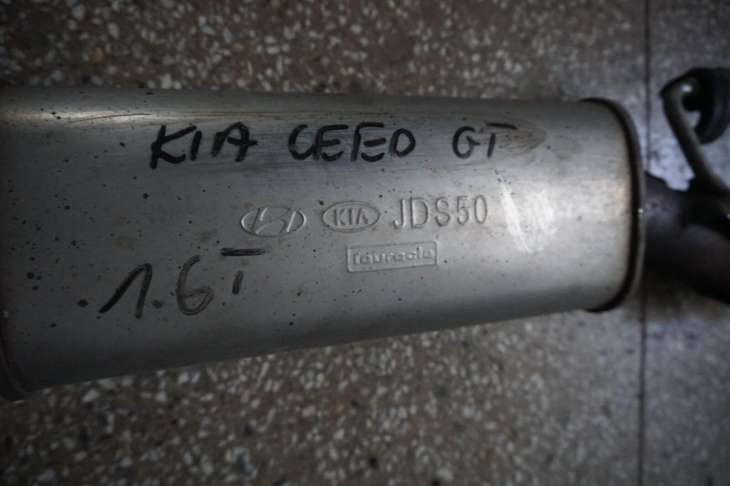 KIA CEED GT
KIA JDS50
faurecia
1.6T